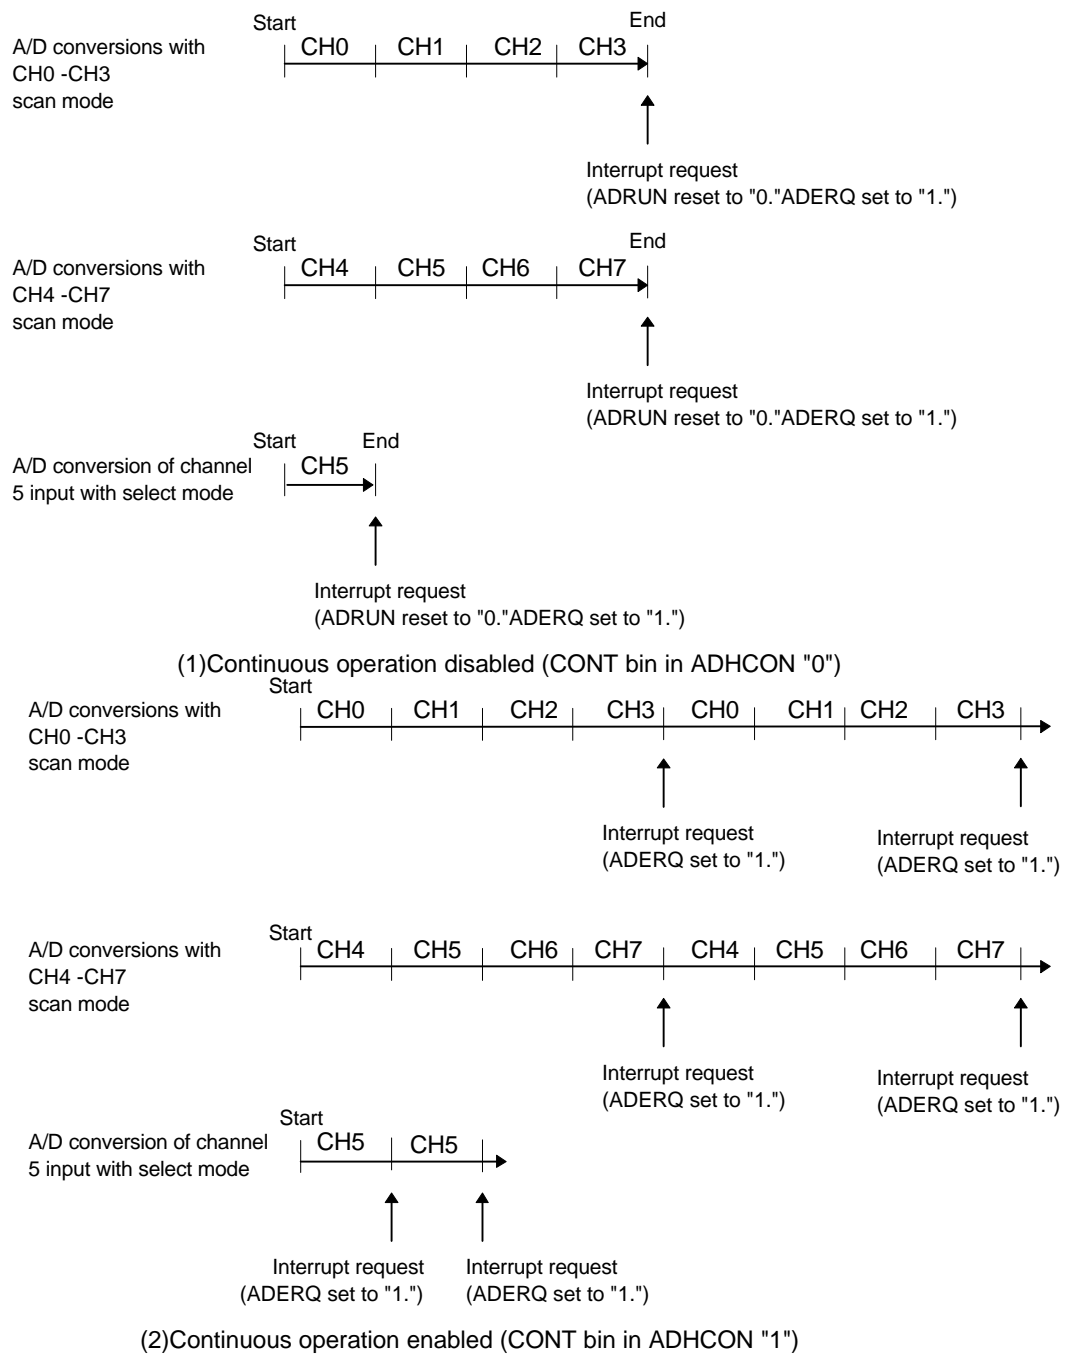 Start
End
A/D conversions with
CH0 -CH3
scan mode
CH0 CH1 CH2 CH3
Interrupt request
(ADRUN reset to "0."ADERQ set to "1.")
Start
End
A/D conversions with
CH4 -CH7
scan mode
CH4 CH5 CH6 CH7
Interrupt request
(ADRUN reset to "0."ADERQ set to "1.")
Start End
A/D conversion of channel
5 input with select mode
CH5
Interrupt request
(ADRUN reset to "0."ADERQ set to "1.")
(1)Continuous operation disabled (CONT bin in ADHCON "0")
Start
A/D conversions with
CH0 -CH3
scan mode
CH0 CH1 CH2 CH3 CH0 CH1 CH2 CH3
Interrupt request
(ADERQ set to "1.")
Interrupt request
(ADERQ set to "1.")
Start
A/D conversions with
CH4 -CH7
scan mode
CH4 CH5 CH6 CH7 CH4 CH5 CH6 CH7
Interrupt request
(ADERQ set to "1.")
Interrupt request
(ADERQ set to "1.")
Start
A/D conversion of channel
5 input with select mode
CH5 CH5
Interrupt request
(ADERQ set to "1.")
Interrupt request
(ADERQ set to "1.")
(2)Continuous operation enabled (CONT bin in ADHCON "1")